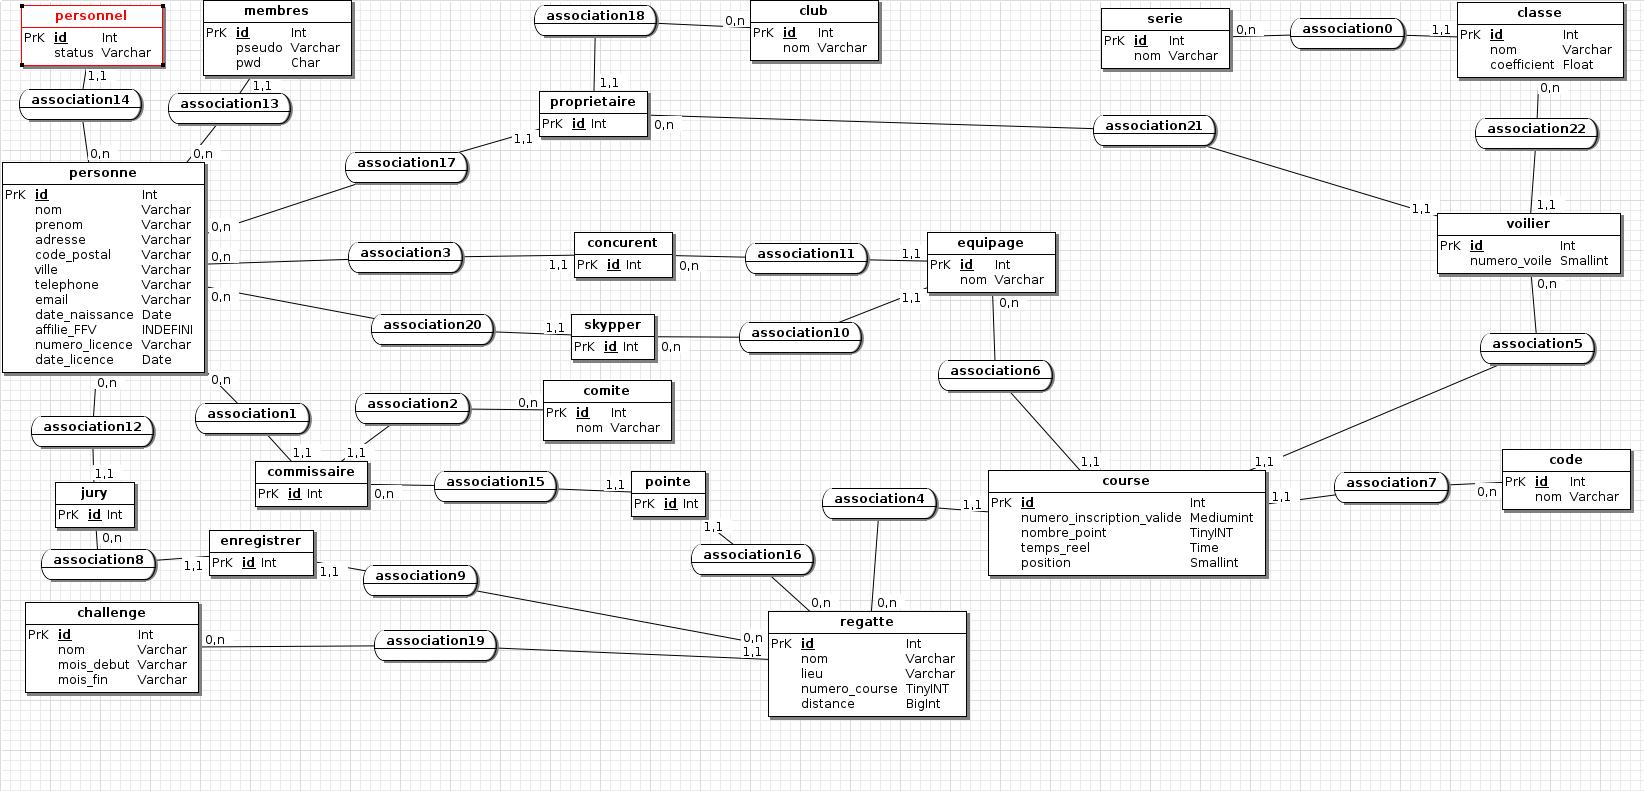 personnel
PrK id Int
status Varchar
1,1
association14
0,n
membres
PrK id Int
pseudo Varchar
pwd Char
1,1
association13
0,n
association18
0,n
1,1
club
PrK id Int
nom Varchar
serie
PrK id Int
nom Varchar
0,n
association0
1,1
classe
PrK id Int
nom Varchar
coefficient Float
0,n
association22
1,1
proprietaire
PrK id Int
0,n
association21
1,1
1,1
association17
0,n
personne
PrK id Int
nom Varchar
prenom Varchar
adresse Varchar
code_postal Varchar
ville Varchar
telephone Varchar
email Varchar
date_naissance Date
affilie_FFV INDEFINI
numero_licence Varchar
date_licence Date
voilier
PrK id Int
numero_voile Smallint
0,n
association5
1,1
0,n
association3
1,1
concurent
PrK id Int
0,n
association11
1,1
equipage
PrK id Int
nom Varchar
0,n
association20
1,1
skypper
PrK id Int
0,n
association10
1,1
0,n
association6
1,1
0,n
association12
1,1
0,n
association1
1,1
association2
0,n
1,1
comite
PrK id Int
nom Varchar
commissaire
PrK id Int
0,n
association15
1,1
pointe
PrK id Int
1,1
association16
0,n
association4
1,1
0,n
course
PrK id Int
numero_inscription_valide Mediumint
nombre_point TinyINT
temps_reel Time
position Smallint
1,1
association7
0,n
code
PrK id Int
nom Varchar
jury
PrK id Int
0,n
association8
1,1
enregistrer
PrK id Int
1,1
association9
0,n
challenge
PrK id Int
nom Varchar
mois_debut Varchar
mois_fin Varchar
0,n
association19
1,1
regatte
PrK id Int
nom Varchar
lieu Varchar
numero_course TinyINT
distance BigInt